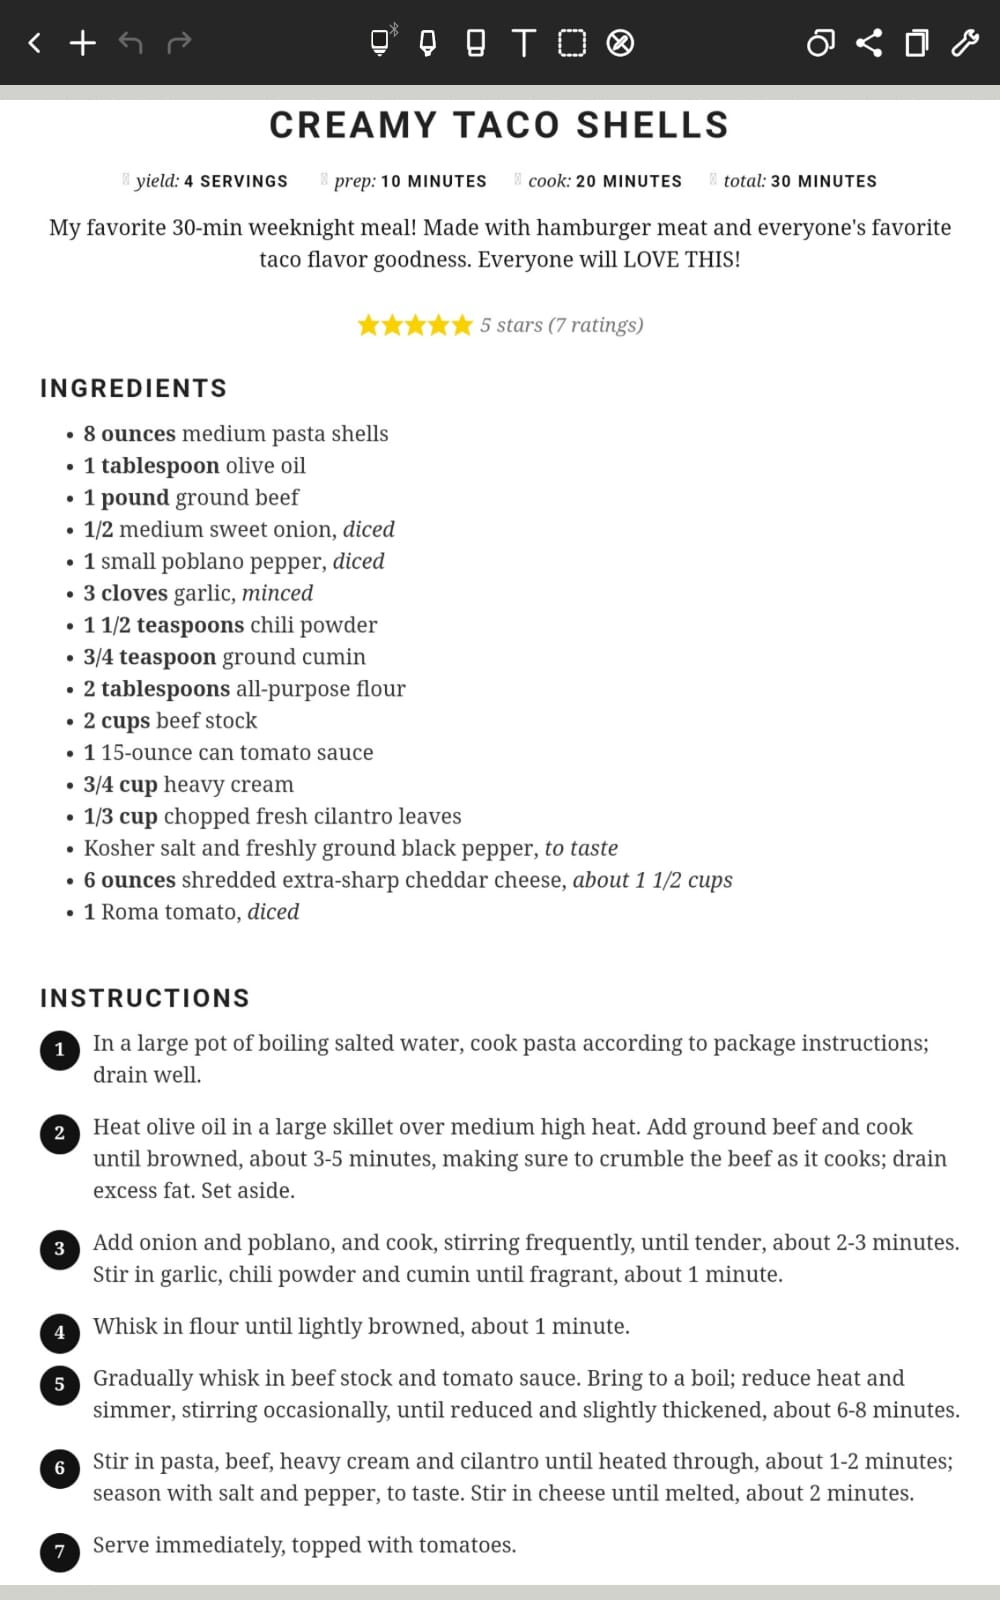 CREAMY TACO SHELLS
yield: 4 SERVINGS prep: 10 MINUTES cook: 20 MINUTES total: 30 MINUTES
My favorite 30-min weeknight meal! Made with hamburger meat and everyone's favorite
taco flavor goodness. Everyone will LOVE THIS!
5 stars (7 ratings)
INGREDIENTS
• 8 ounces medium pasta shells
• 1 tablespoon olive oil
• 1 pound ground beef
• 1/2 medium sweet onion, diced
• 1 small poblano pepper, diced
• 3 cloves garlic, minced
• 1 1/2 teaspoons chili powder
• 3/4 teaspoon ground cumin
• 2 tablespoons all-purpose flour
• 2 cups beef stock
• 1 15-ounce can tomato sauce
• 3/4 cup heavy cream
• 1/3 cup chopped fresh cilantro leaves
• Kosher salt and freshly ground black pepper, to taste
• 6 ounces shredded extra-sharp cheddar cheese, about 1 1/2 cups
• 1 Roma tomato, diced
INSTRUCTIONS
1 In a large pot of boiling salted water, cook pasta according to package instructions;
drain well.
2 Heat olive oil in a large skillet over medium high heat. Add ground beef and cook
until browned, about 3-5 minutes, making sure to crumble the beef as it cooks; drain
excess fat. Set aside.
3 Add onion and poblano, and cook, stirring frequently, until tender, about 2-3 minutes.
Stir in garlic, chili powder and cumin until fragrant, about 1 minute.
4 Whisk in flour until lightly browned, about 1 minute.
5 Gradually whisk in beef stock and tomato sauce. Bring to a boil; reduce heat and
simmer, stirring occasionally, until reduced and slightly thickened, about 6-8 minutes.
6 Stir in pasta, beef, heavy cream and cilantro until heated through, about 1-2 minutes;
season with salt and pepper, to taste. Stir in cheese until melted, about 2 minutes.
7 Serve immediately, topped with tomatoes.